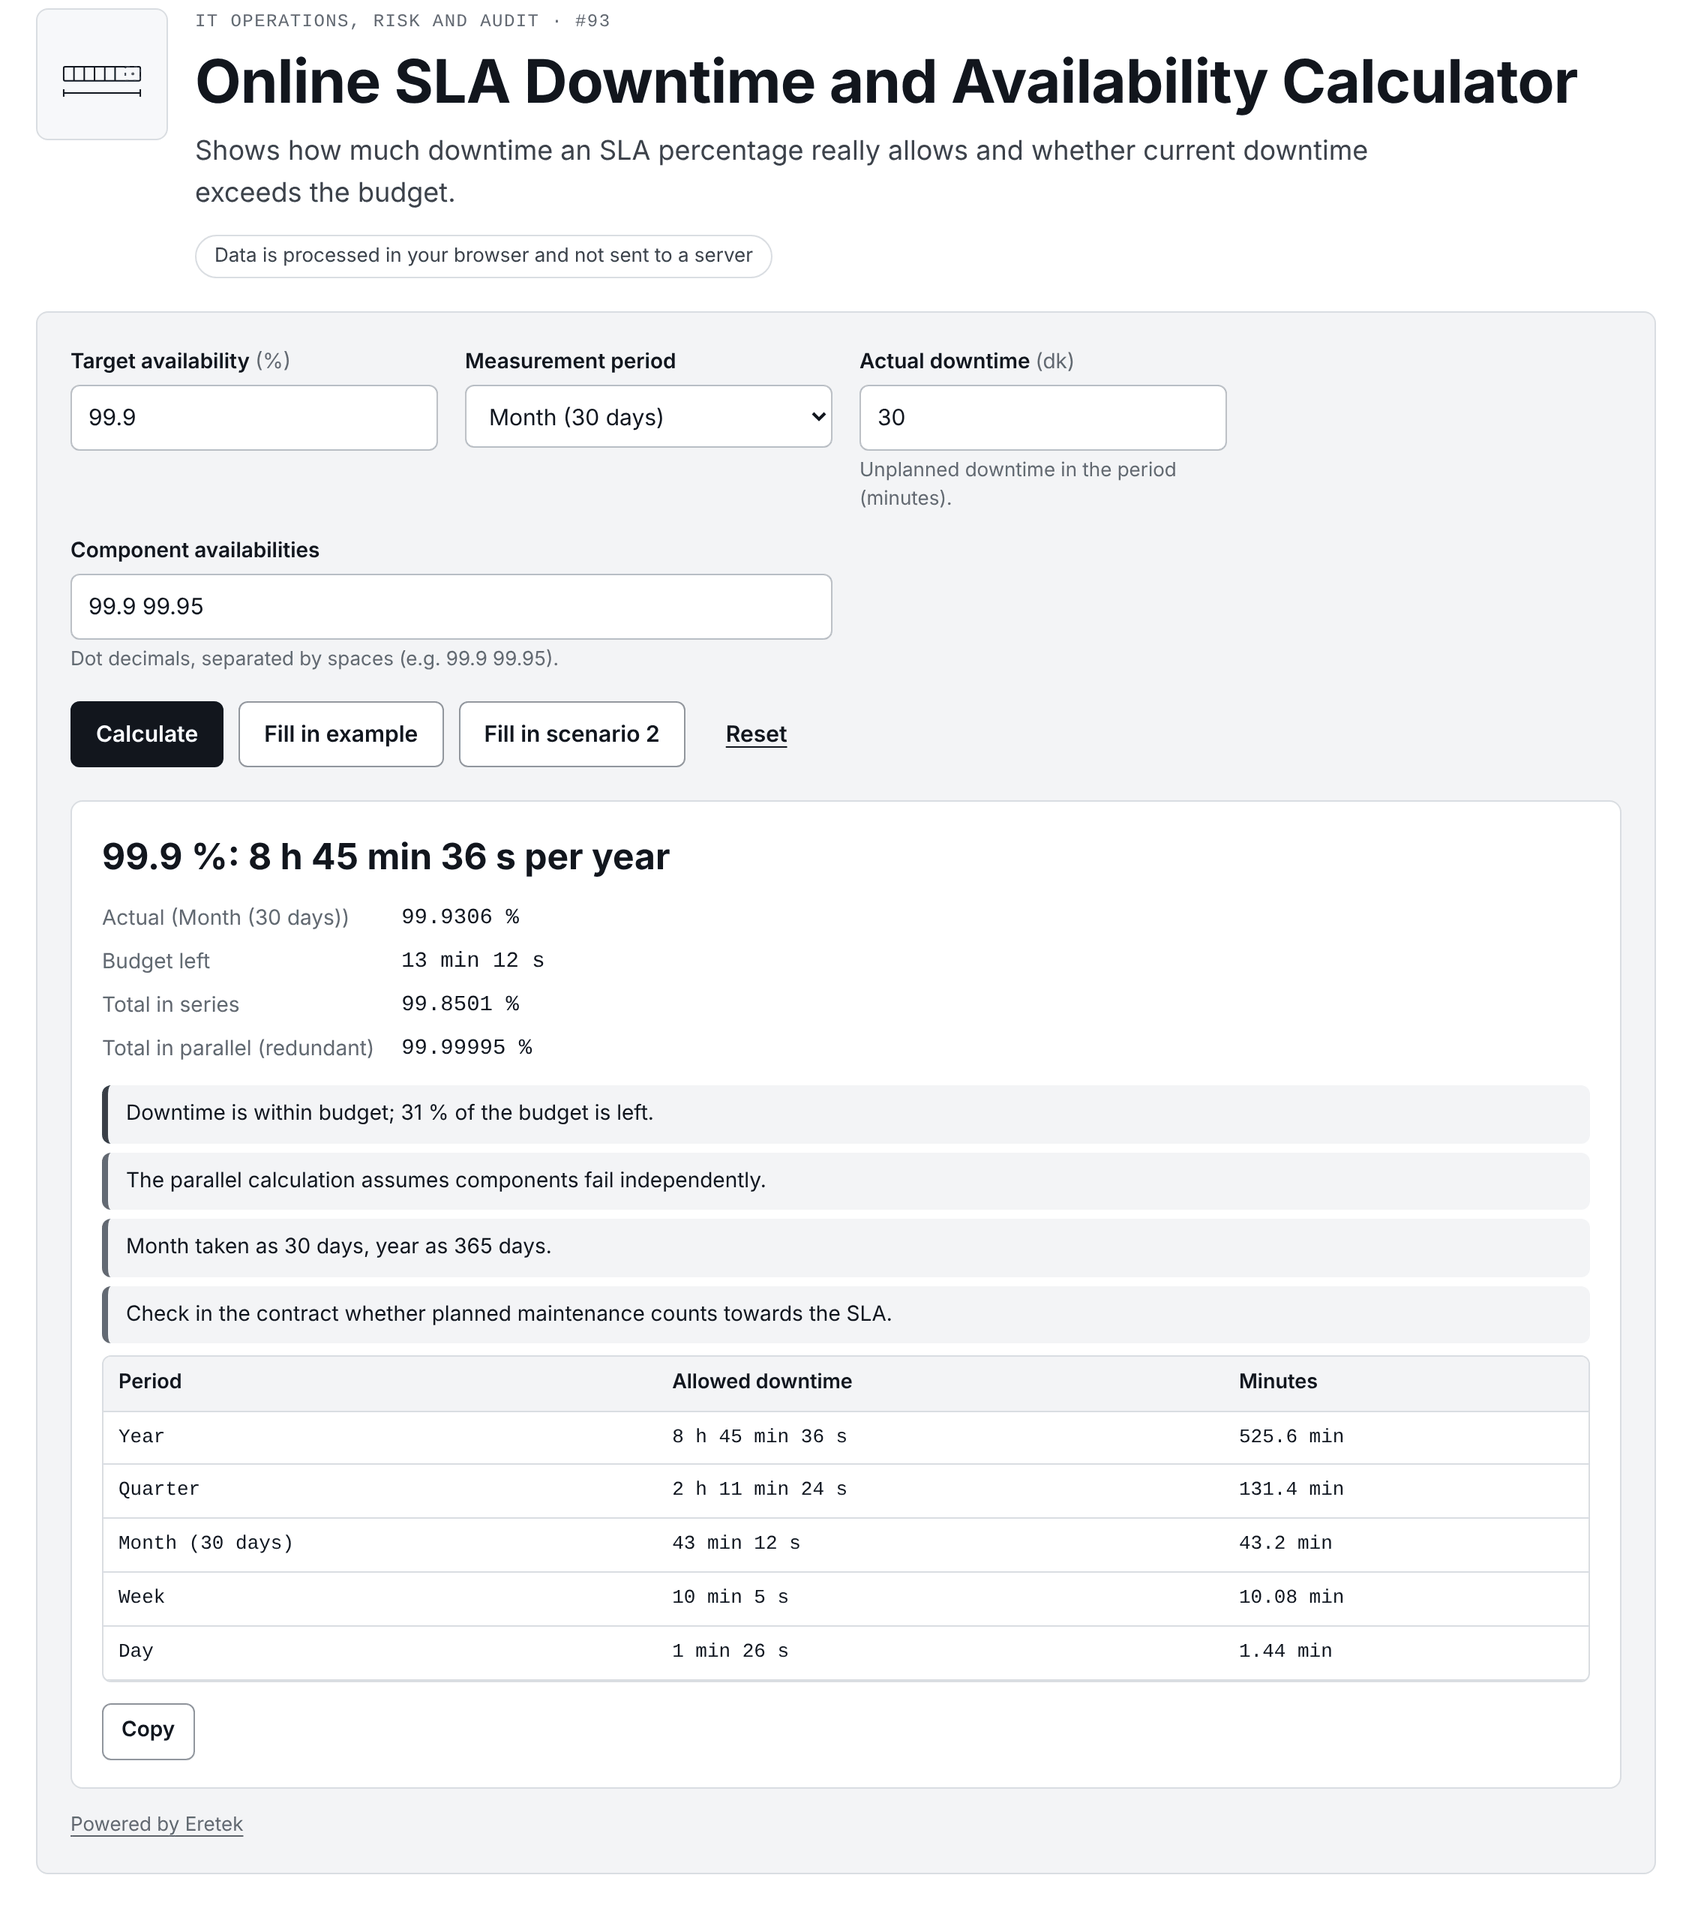 IT OPERATIONS, RISK AND AUDIT · #93
Online SLA Downtime and Availability Calculator
Shows how much downtime an SLA percentage really allows and whether current downtime
exceeds the budget.
Data is processed in your browser and not sent to a server
Target availability (%)
Measurement period
Actual downtime (dk)
99.9
Month (30 days)
30
Unplanned downtime in the period
(minutes).
Component availabilities
99.9 99.95
Dot decimals, separated by spaces (e.g. 99.9 99.95).
Calculate
Fill in example
Fill in scenario 2
Reset
99.9 %: 8 h 45 min 36 s per year
Actual (Month (30 days)) 99.9306 %
Budget left 13 min 12 s
Total in series 99.8501 %
Total in parallel (redundant) 99.99995 %
Downtime is within budget; 31 % of the budget is left.
The parallel calculation assumes components fail independently.
Month taken as 30 days, year as 365 days.
Check in the contract whether planned maintenance counts towards the SLA.
Period Allowed downtime Minutes
Year 8 h 45 min 36 s 525.6 min
Quarter 2 h 11 min 24 s 131.4 min
Month (30 days) 43 min 12 s 43.2 min
Week 10 min 5 s 10.08 min
Day 1 min 26 s 1.44 min
Copy
Powered by Eretek